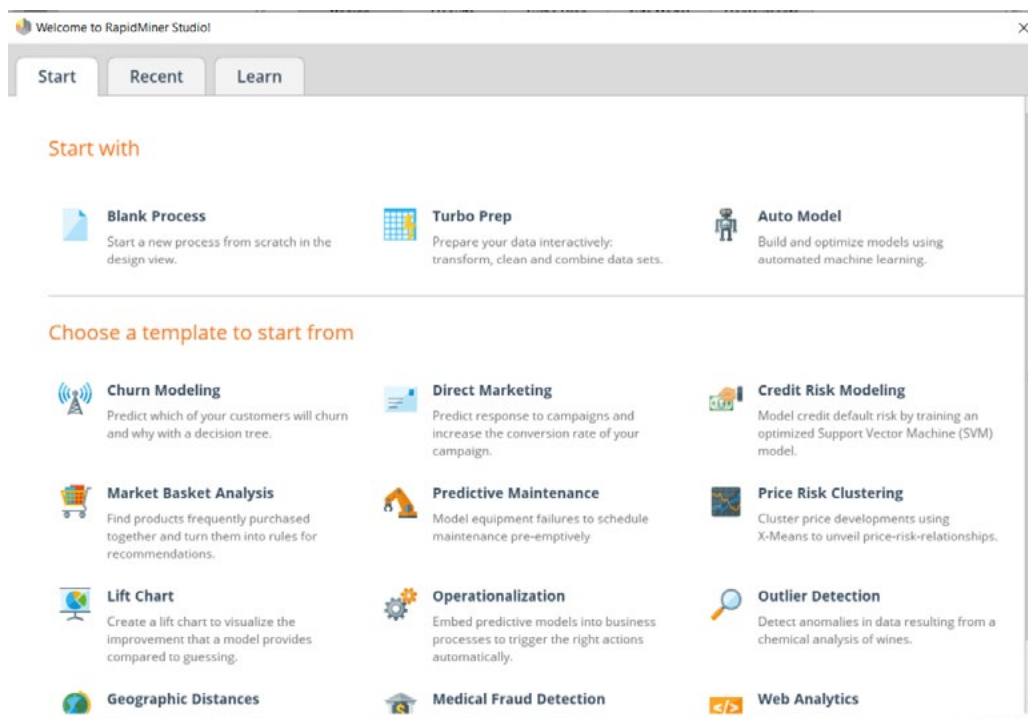 Welcome to RapidMiner Studio!
Start
Recent
Learn
Start with
Blank Process
Start a new process from scratch in the
design view.
Turbo Prep
Prepare your data interactively:
transform, clean and combine data sets.
Auto Model
Build and optimize models using
automated machine learning.
Choose a template to start from
Churn Modeling
Predict which of your customers will churn
and why with a decision tree.
Direct Marketing
Predict response to campaigns and
increase the conversion rate of your
campaign.
Credit Risk Modeling
Model credit default risk by training an
optimized Support Vector Machine (SVM)
model.
Market Basket Analysis
Find products frequently purchased
together and turn them into rules for
recommendations.
Predictive Maintenance
Model equipment failures to schedule
maintenance pre-emptively
Price Risk Clustering
Cluster price developments using
X-Means to unveil price-risk-relationships.
Lift Chart
Create a lift chart to visualize the
improvement that a model provides
compared to guessing.
Operationalization
Embed predictive models into business
processes to trigger the right actions
automatically.
Outlier Detection
Detect anomalies in data resulting from a
chemical analysis of wines.
Geographic Distances
Medical Fraud Detection
Web Analytics